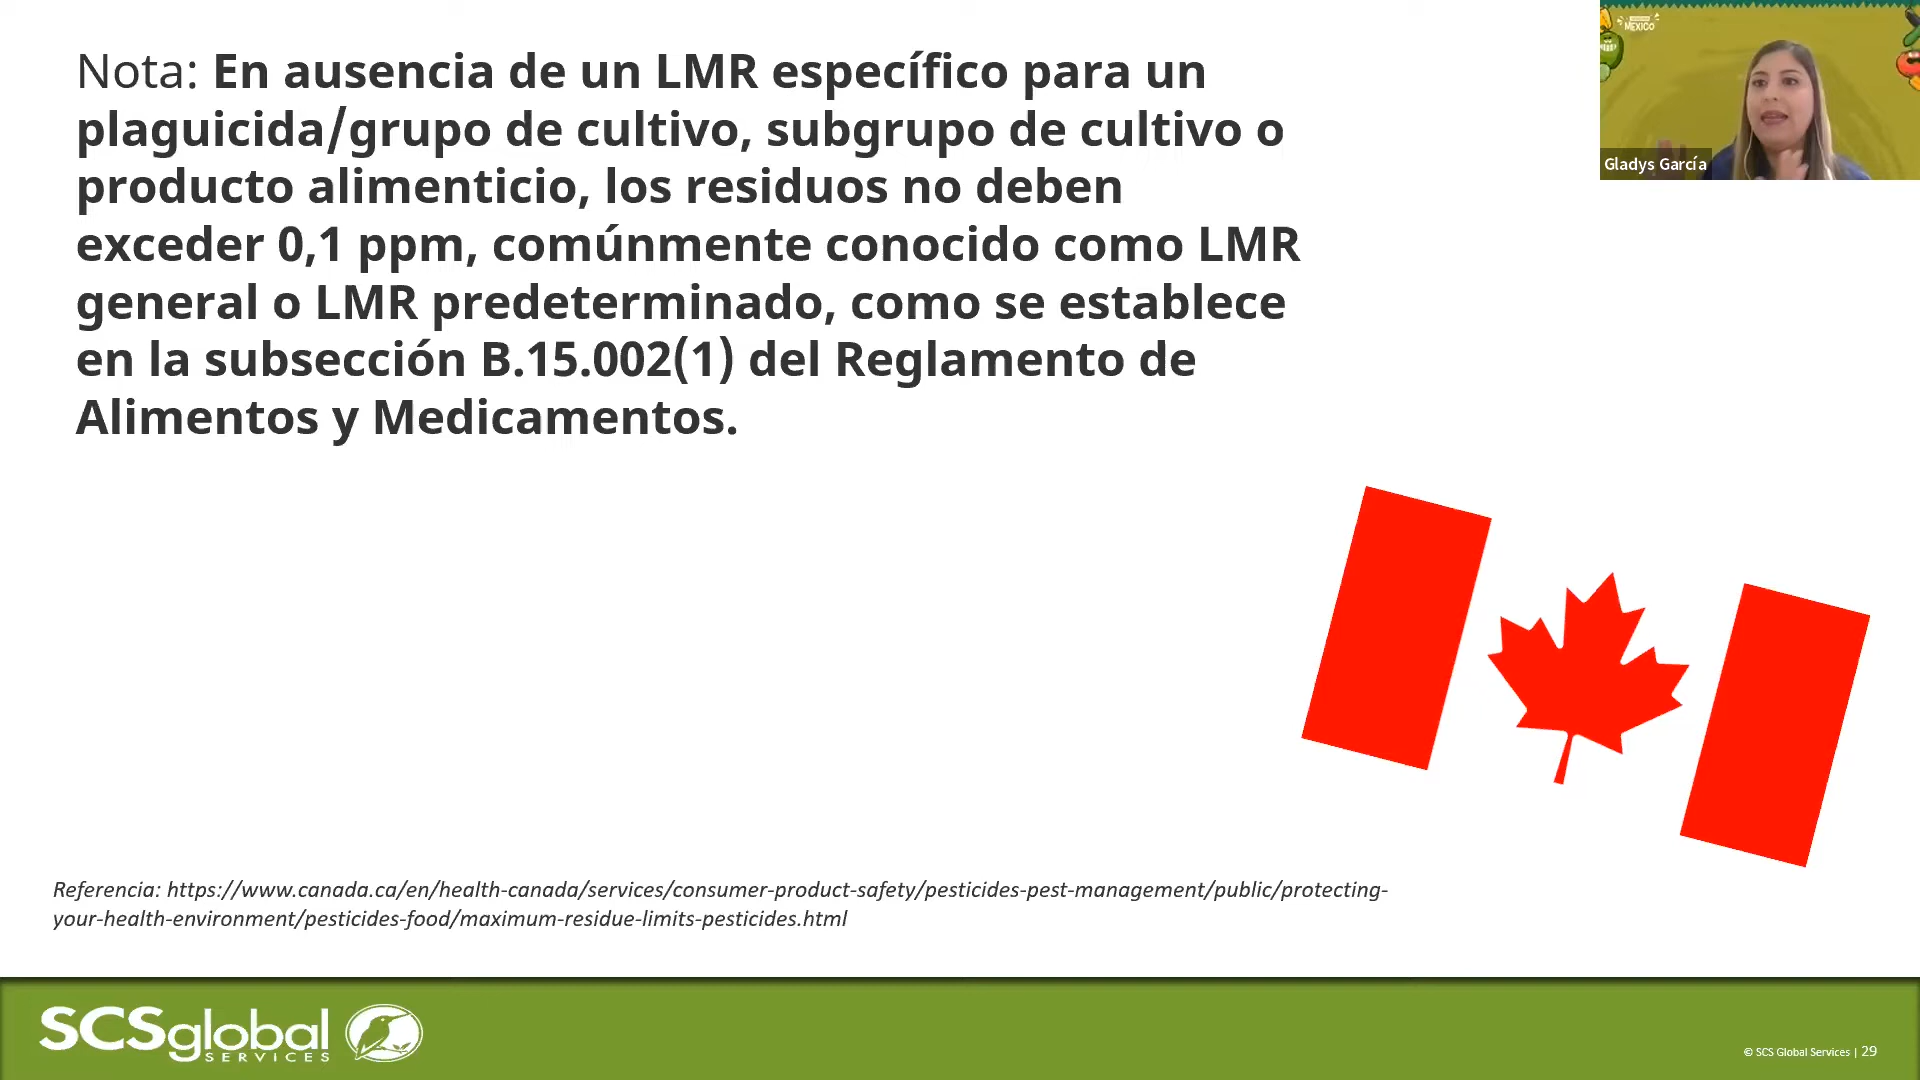 Nota: En ausencia de un LMR específico para un
plaguicida/grupo de cultivo, subgrupo de cultivo o
producto alimenticio, los residuos no deben
exceder 0,1 ppm, comúnmente conocido como LMR
general o LMR predeterminado, como se establece
en la subsección B.15.002(1) del Reglamento de
Alimentos y Medicamentos.
MÉXICO
Gladys García
Referencia: https://www.canada.ca/en/health-canada/services/consumer-product-safety/pesticides-pest-management/public/protecting-
your-health-environment/pesticides-food/maximum-residue-limits-pesticides.html
SCSglobal
SERVICES
© SCS Global Services | 29